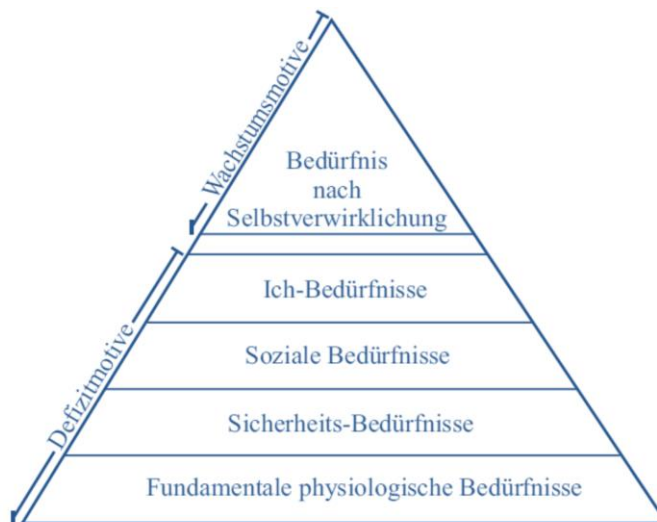 Wachstumsmotive
Bedürfnis
nach
Selbstverwirklichung
Defizitmotive
Ich-Bedürfnisse
Soziale Bedürfnisse
Sicherheits-Bedürfnisse
Fundamentale physiologische Bedürfnisse